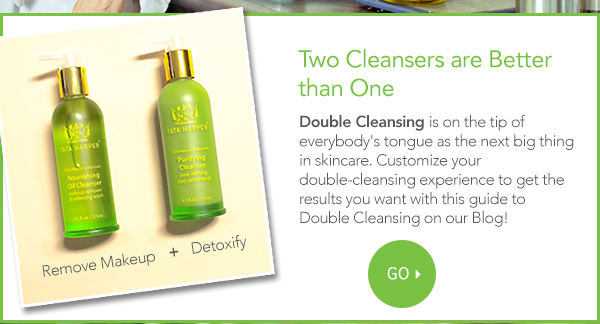 Two Cleansers are Better
than One
Double Cleansing is on the tip of
everybody's tongue as the next big thing
in skincare. Customize your
double-cleansing experience to get the
results you want with this guide to
Double Cleansing on our Blog!
GO
TATA HARPER
Nourishing
Oil Cleanser
TATA HARPER
Purifying
Cleanser
Remove Makeup + Detoxify